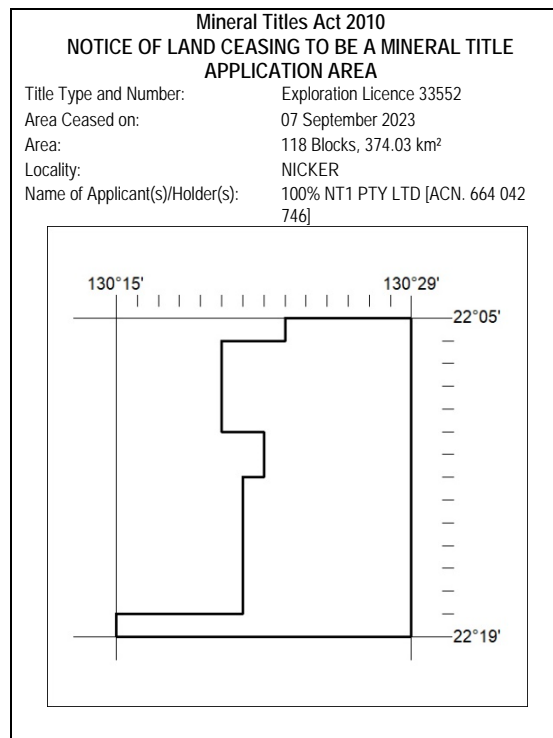 Mineral Titles Act 2010
NOTICE OF LAND CEASING TO BE A MINERAL TITLE
APPLICATION AREA
Title Type and Number: Exploration Licence 33552
Area Ceased on: 07 September 2023
Area: 118 Blocks, 374.03 km²
Locality: NICKER
Name of Applicant(s)/Holder(s): 100% NT1 PTY LTD [ACN. 664 042
746]
130°15' 130°29'
22°05'
22°19'